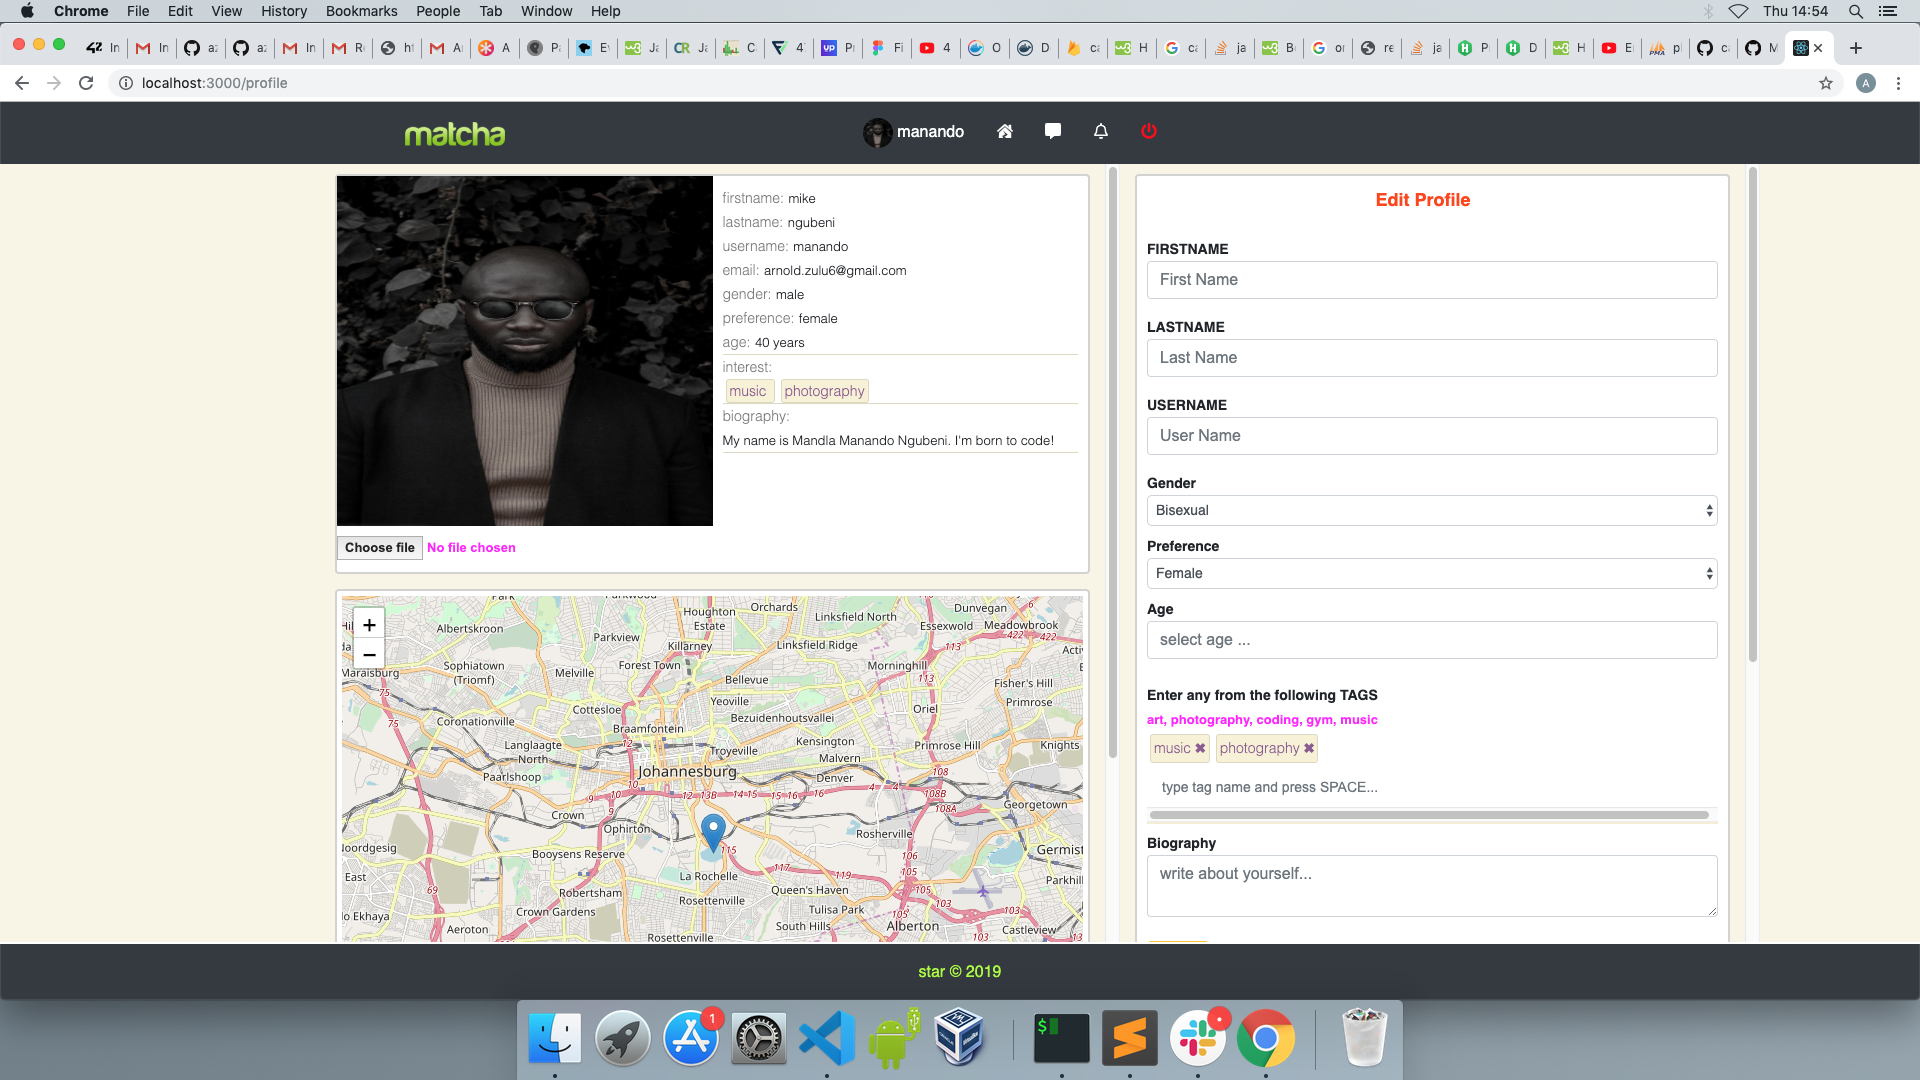 Chrome File Edit View History Bookmarks People Tab Window Help Thu 14:54
localhost:3000/profile A
matcha manando
firstname: mike
lastname: ngubeni
username: manando
email: arnold.zulu6@gmail.com
gender: male
preference: female
age: 40 years
interest:
music photography
biography:
My name is Mandla Manando Ngubeni. I'm born to code!
Choose file No file chosen
Edit Profile
FIRSTNAME
First Name
LASTNAME
Last Name
USERNAME
User Name
Gender
Bisexual
Preference
Female
Age
select age ...
Enter any from the following TAGS
art, photography, coding, gym, music
music ✖ photography ✖
type tag name and press SPACE...
Biography
write about yourself...
+
−
Houghton Estate
Orchards
Linksfield North
Dunvegan
Essexwold
Meadowbrook
Albertskroon
Parkview
Killarney
Linksfield Ridge
Maraisburg
Sophiatown (Triomf)
Melville
Forest Town
Morninghill
Bellevue
Fisher's Hill
Yeoville
Primrose
Cottesloe
Bezuidenhoutsvallei
Oriel
Coronationville
Braamfontein
Langlaagte North
Troyeville
Kensington
Primrose Hill
Knights
Malvern
Paarlshoop
Johannesburg
Denver
Georgetown
Crown
Ophirton
Rosherville
Booysens Reserve
Germist
East
La Rochelle
Robertsham
Rosettenville
Queen's Haven
Parkhill
Crown Gardens
Tulisa Park
lo Ekhaya
Aeroton
South Hills
Alberton
Castleview
Rosettenville
star © 2019
1